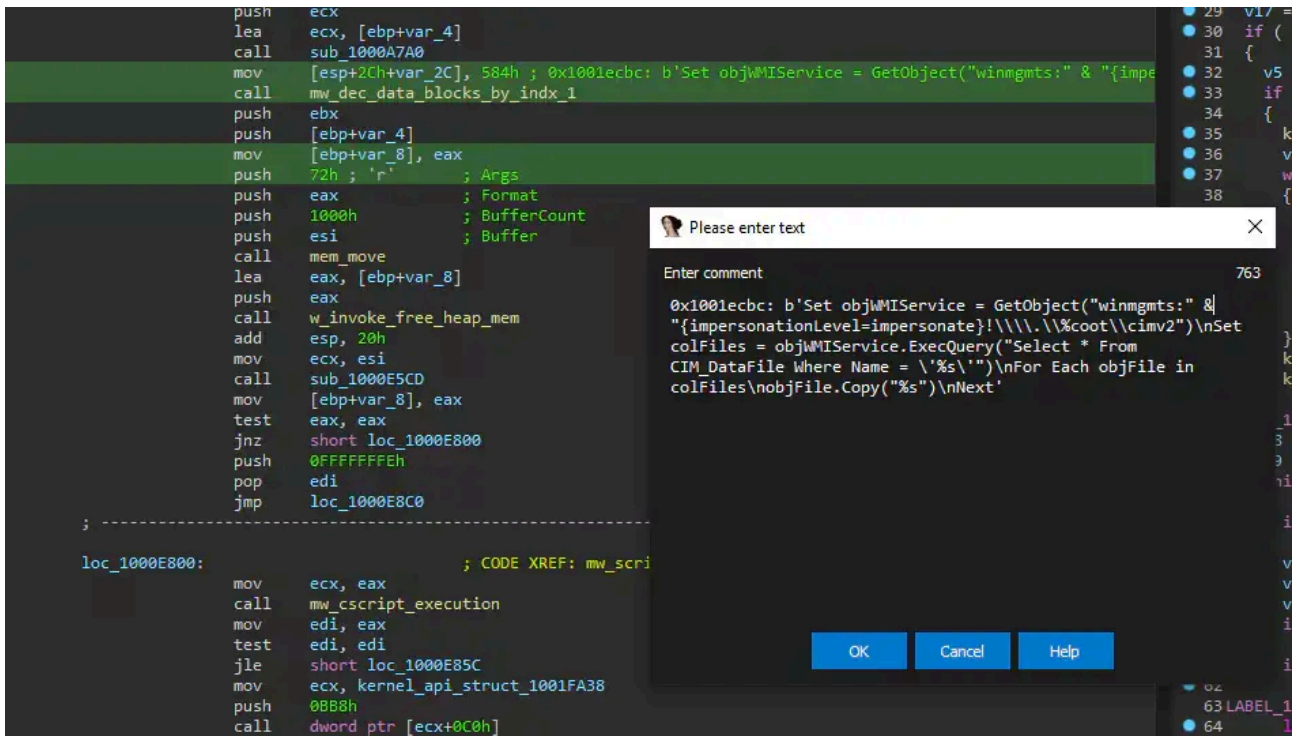 push ecx
lea ecx, [ebp+var_4]
call sub_1000A7A0
mov [esp+2Ch+var_2C], 584h ; 0x1001ecbc: b'Set objWMIService = GetObject("winmgmts:" & "{impe
call mw_dec_data_blocks_by_indx_1
push ebx
push [ebp+var_4]
mov [ebp+var_8], eax
push 72h ; 'r' ; Args
push eax ; Format
push 1000h ; BufferCount
push esi ; Buffer
call mem_move
lea eax, [ebp+var_8]
push eax
call w_invoke_free_heap_mem
add esp, 20h
mov ecx, esi
call sub_1000E5CD
mov [ebp+var_8], eax
test eax, eax
jnz short loc_1000E800
push 0FFFFFFFEh
pop edi
jmp loc_1000E8C0
; ---------------------------------------------------------
loc_1000E800: ; CODE XREF: mw_scri
mov ecx, eax
call mw_cscript_execution
mov edi, eax
test edi, edi
jle short loc_1000E85C
mov ecx, kernel_api_struct_1001FA38
push 0BB8h
call dword ptr [ecx+0C0h]
Please enter text
Enter comment 763
0x1001ecbc: b'Set objWMIService = GetObject("winmgmts:" &
"{impersonationLevel=impersonate}!\\\\.\\%coot\\cimv2")\nSet
colFiles = objWMIService.ExecQuery("Select * From
CIM_DataFile Where Name = \'%s\'")\nFor Each objFile in
colFiles\nobjFile.Copy("%s")\nNext'
OK Cancel Help
29 v17 =
30 if (
31 {
32 v5
33 if
34 {
35 k
36 v
37 w
38 {
62
63 LABEL_1
64